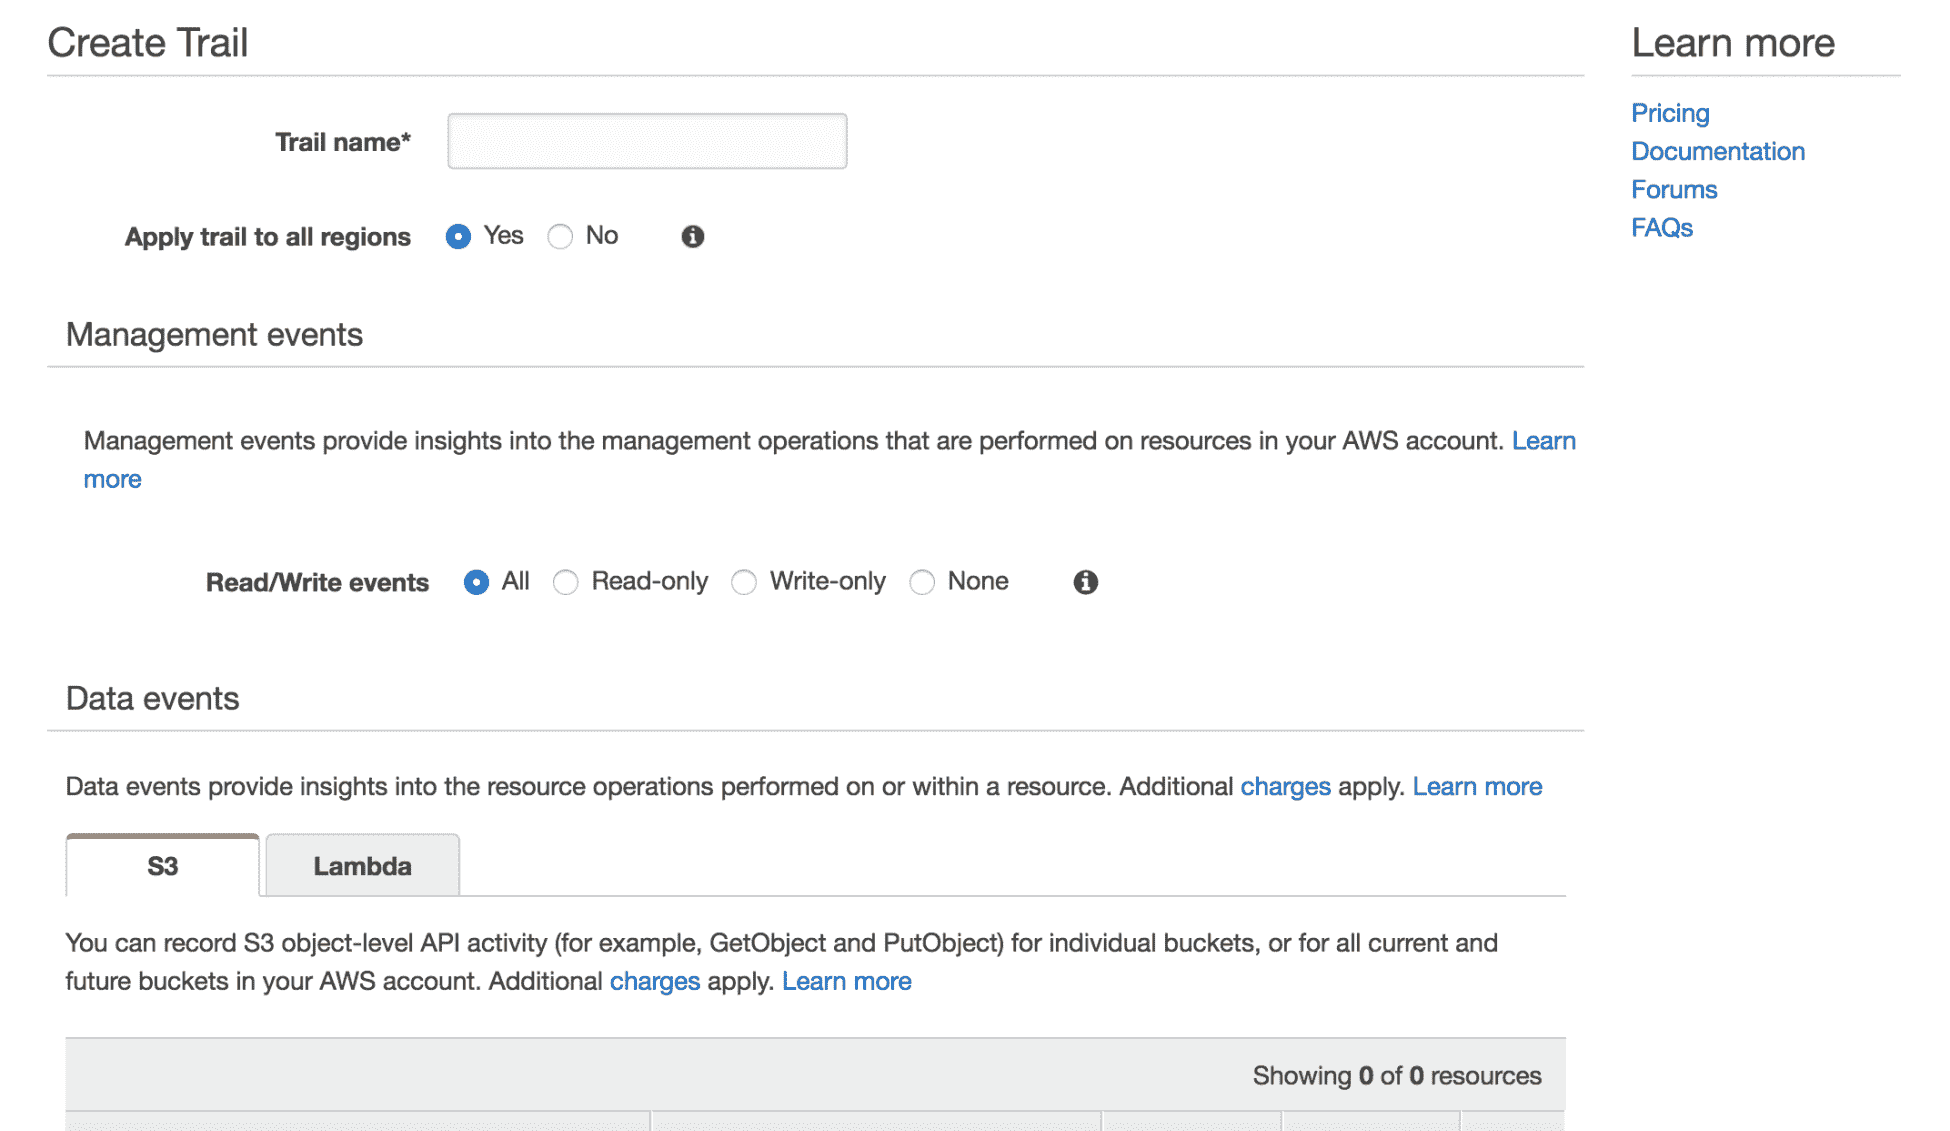 Create Trail
Trail name*
Apply trail to all regions Yes No
Management events
Management events provide insights into the management operations that are performed on resources in your AWS account. Learn
more
Read/Write events All Read-only Write-only None
Data events
Data events provide insights into the resource operations performed on or within a resource. Additional charges apply. Learn more
S3 Lambda
You can record S3 object-level API activity (for example, GetObject and PutObject) for individual buckets, or for all current and
future buckets in your AWS account. Additional charges apply. Learn more
Showing 0 of 0 resources
Learn more
Pricing
Documentation
Forums
FAQs